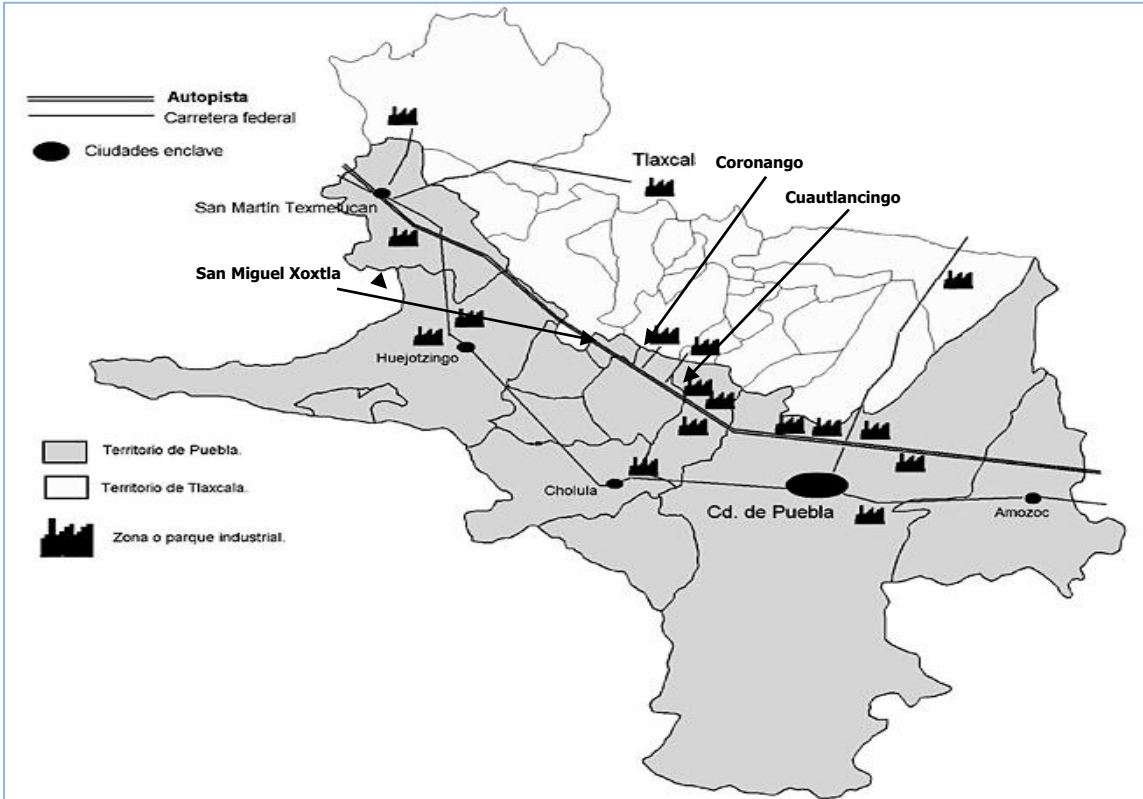 Autopista
Carretera federal
Ciudades enclave
Tlaxcal
Coronango
Cuautlancingo
San Martín Texmelucan
San Miguel Xoxtla
Huejotzingo
Territorio de Puebla.
Territorio de Tlaxcala.
Cholula
Cd. de Puebla
Amozoc
Zona o parque industrial.